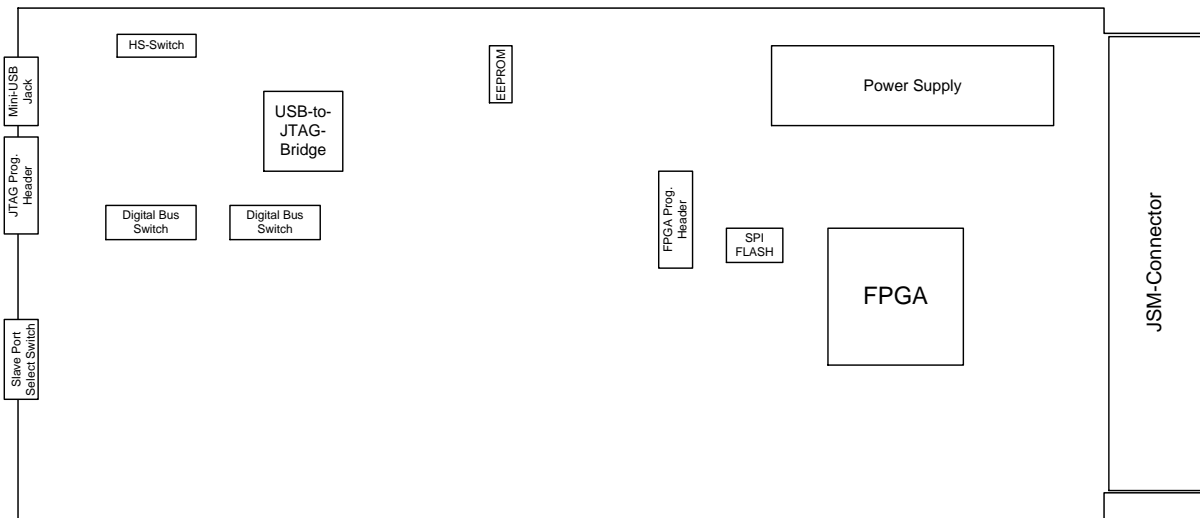 HS-Switch
Mini-USB
Jack
EEPROM
Power Supply
USB-to-
JTAG-
Bridge
JTAG Prog.
Header
Digital Bus
Switch
Digital Bus
Switch
FPGA Prog.
Header
SPI
FLASH
FPGA
JSM-Connector
Slave Port
Select Switch